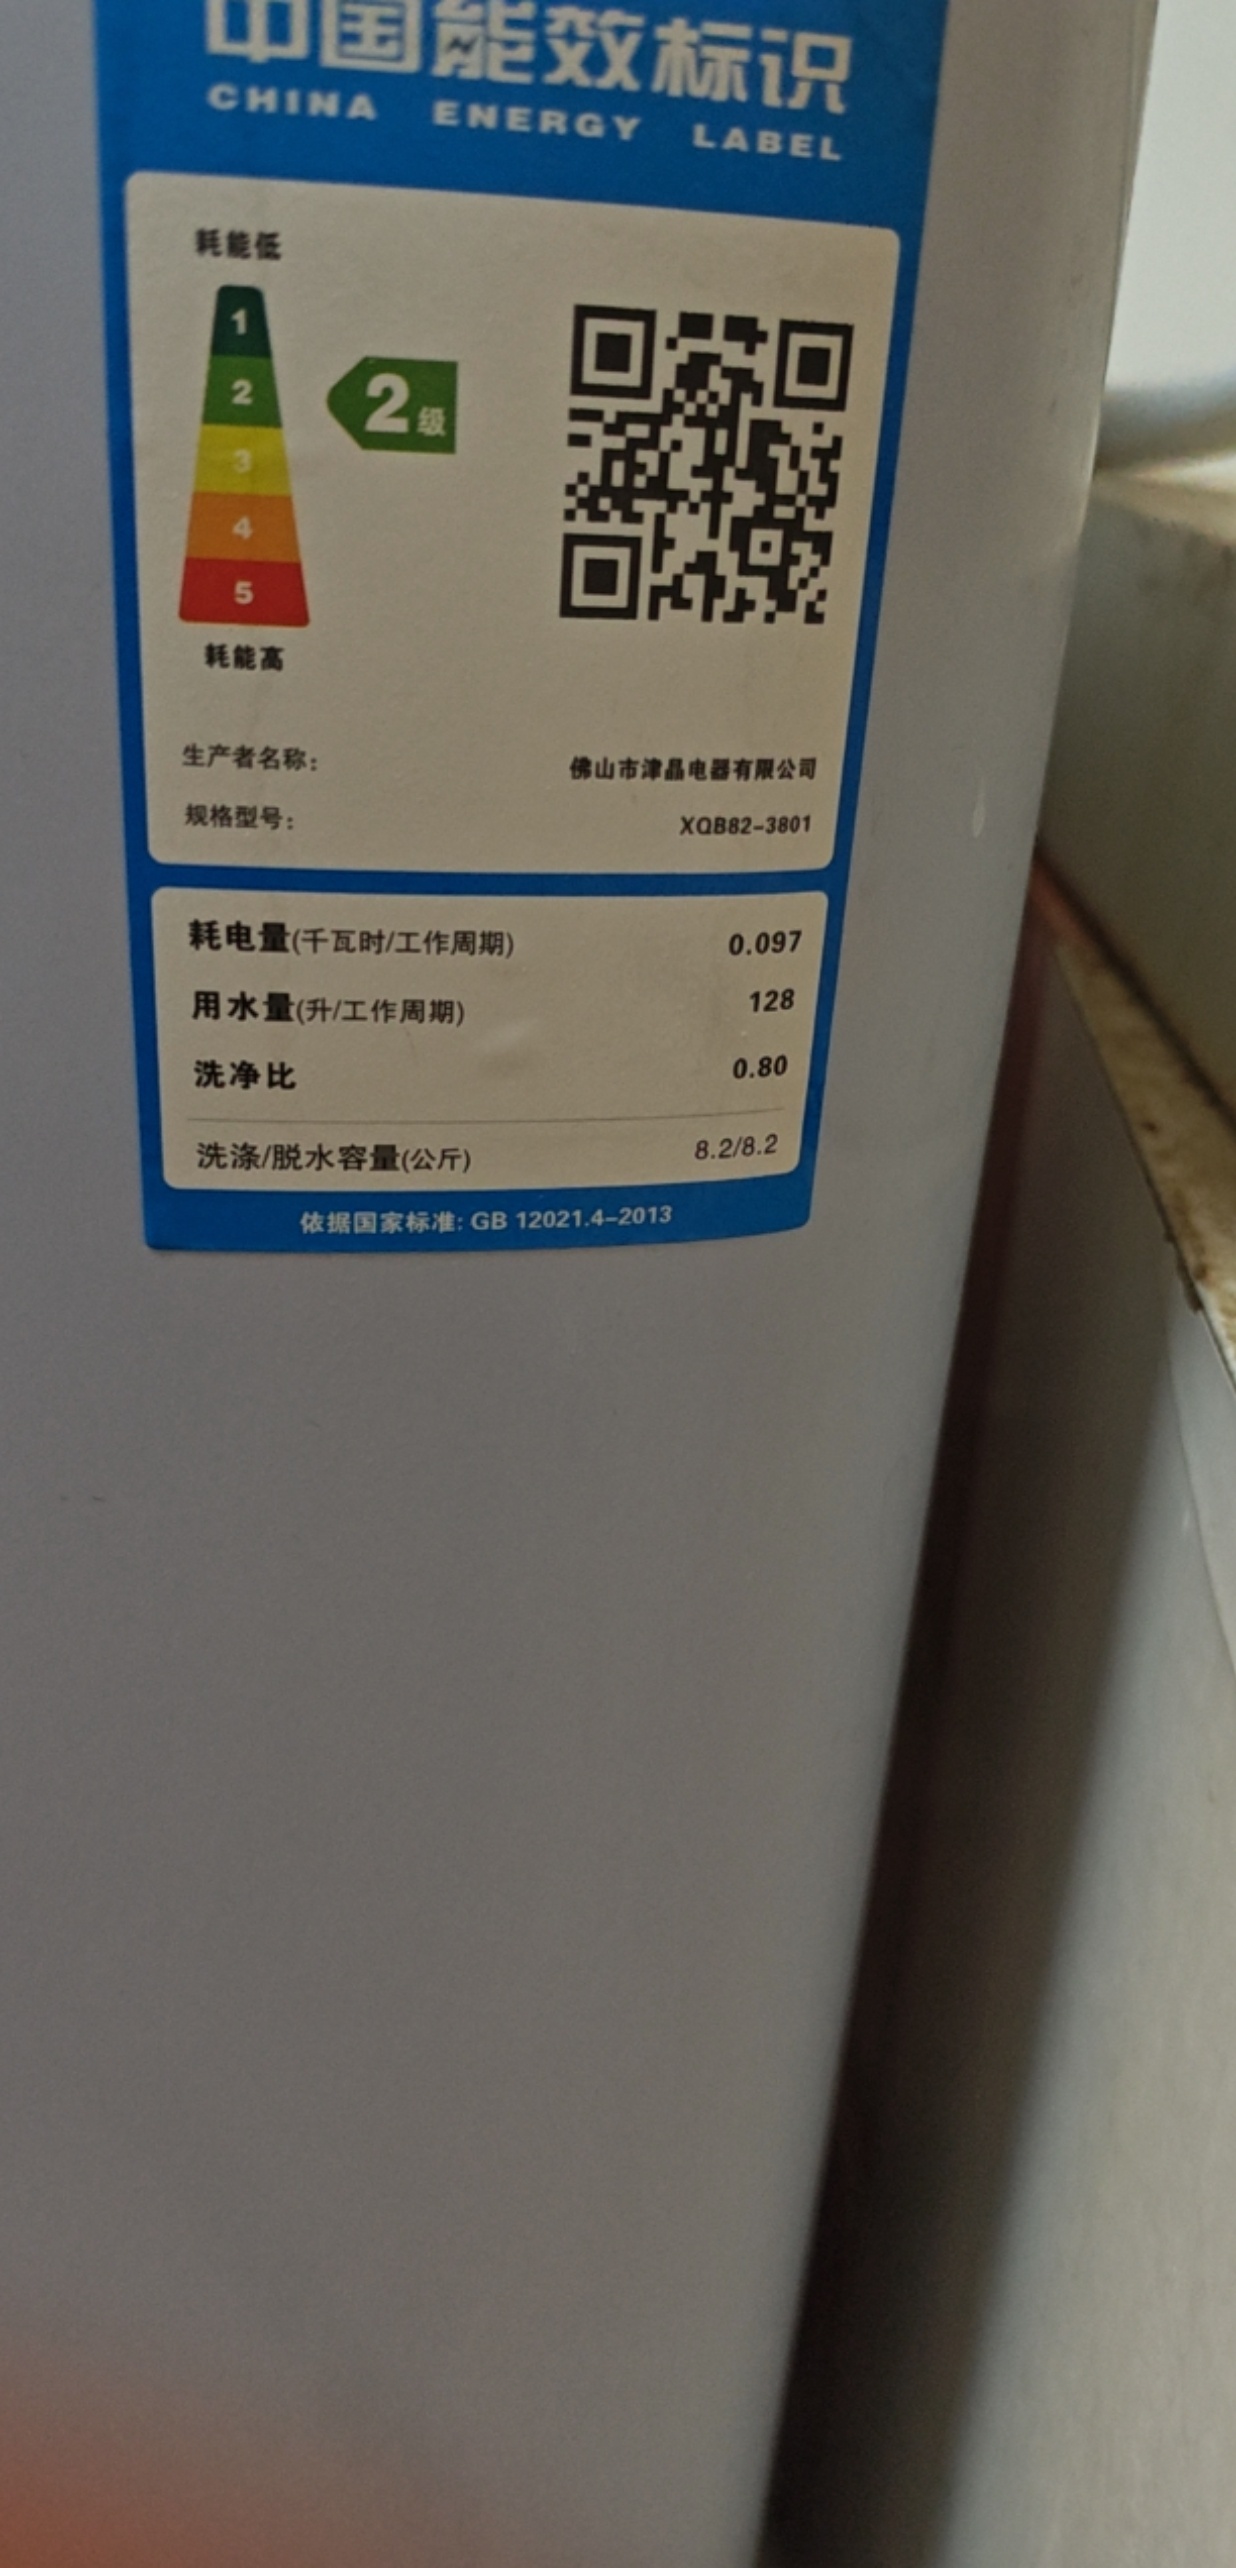 中国能效标识
CHINA ENERGY LABEL
耗能低
1
2
3
4
5
2级
耗能高
生产者名称： 佛山市津晶电器有限公司
规格型号： XQB82-3801
耗电量(千瓦时/工作周期) 0.097
用水量(升/工作周期) 128
洗净比 0.80
洗涤/脱水容量(公斤) 8.2/8.2
依据国家标准: GB 12021.4-2013